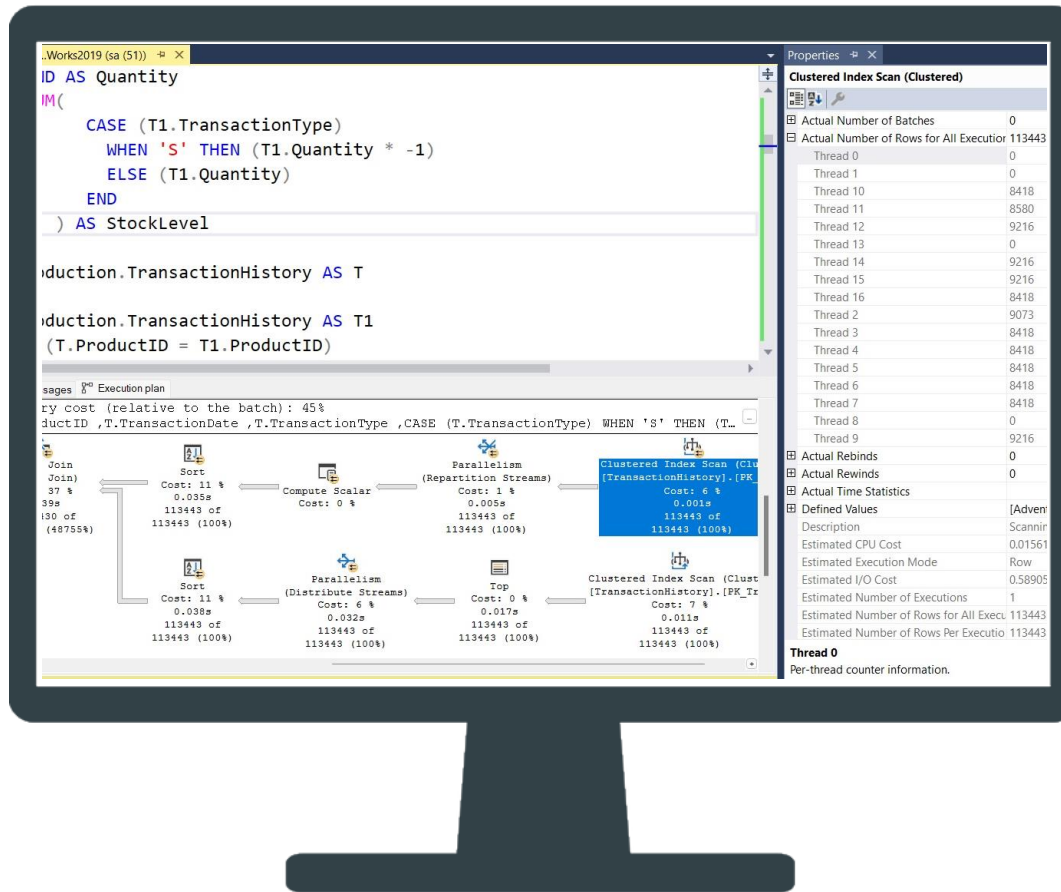 ..Works2019 (sa (51))
ND AS Quantity
UM(
CASE (T1.TransactionType)
WHEN 'S' THEN (T1.Quantity * -1)
ELSE (T1.Quantity)
END
) AS StockLevel
oduction.TransactionHistory AS T
oduction.TransactionHistory AS T1
(T.ProductID = T1.ProductID)
sages Execution plan
ry cost (relative to the batch): 45%
ductID ,T.TransactionDate ,T.TransactionType ,CASE (T.TransactionType) WHEN 'S' THEN (T…
Join
Join)
37 %
39s
430 of
(48755%)
Sort
Cost: 11 %
0.035s
113443 of
113443 (100%)
Compute Scalar
Cost: 0 %
Parallelism
(Repartition Streams)
Cost: 1 %
0.005s
113443 of
113443 (100%)
Clustered Index Scan (Clu
[TransactionHistory].[PK_
Cost: 6 %
0.001s
113443 of
113443 (100%)
Sort
Cost: 11 %
0.038s
113443 of
113443 (100%)
Parallelism
(Distribute Streams)
Cost: 6 %
0.032s
113443 of
113443 (100%)
Top
Cost: 0 %
0.017s
113443 of
113443 (100%)
Clustered Index Scan (Clust
[TransactionHistory].[PK_Tr
Cost: 7 %
0.011s
113443 of
113443 (100%)
Properties
Clustered Index Scan (Clustered)
Actual Number of Batches 0
Actual Number of Rows for All Execution 113443
Thread 0 0
Thread 1 0
Thread 10 8418
Thread 11 8580
Thread 12 9216
Thread 13 0
Thread 14 9216
Thread 15 9216
Thread 16 8418
Thread 2 9073
Thread 3 8418
Thread 4 8418
Thread 5 8418
Thread 6 8418
Thread 7 8418
Thread 8 0
Thread 9 9216
Actual Rebinds 0
Actual Rewinds 0
Actual Time Statistics
Defined Values [Advent
Description Scannin
Estimated CPU Cost 0.01561
Estimated Execution Mode Row
Estimated I/O Cost 0.58905
Estimated Number of Executions 1
Estimated Number of Rows for All Execu 113443
Estimated Number of Rows Per Executio 113443
Thread 0
Per-thread counter information.